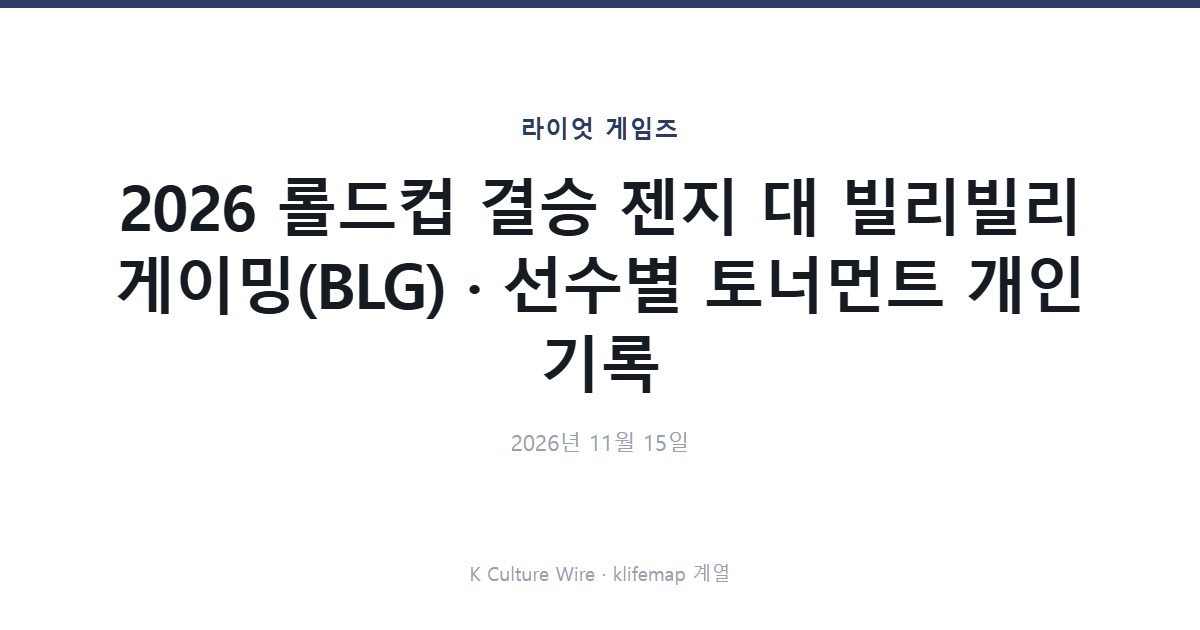 라이엇 게임즈
2026 롤드컵 결승 젠지 대 빌리빌리
게이밍(BLG) · 선수별 토너먼트 개인
기록
2026년 11월 15일
K Culture Wire · klifemap 계열